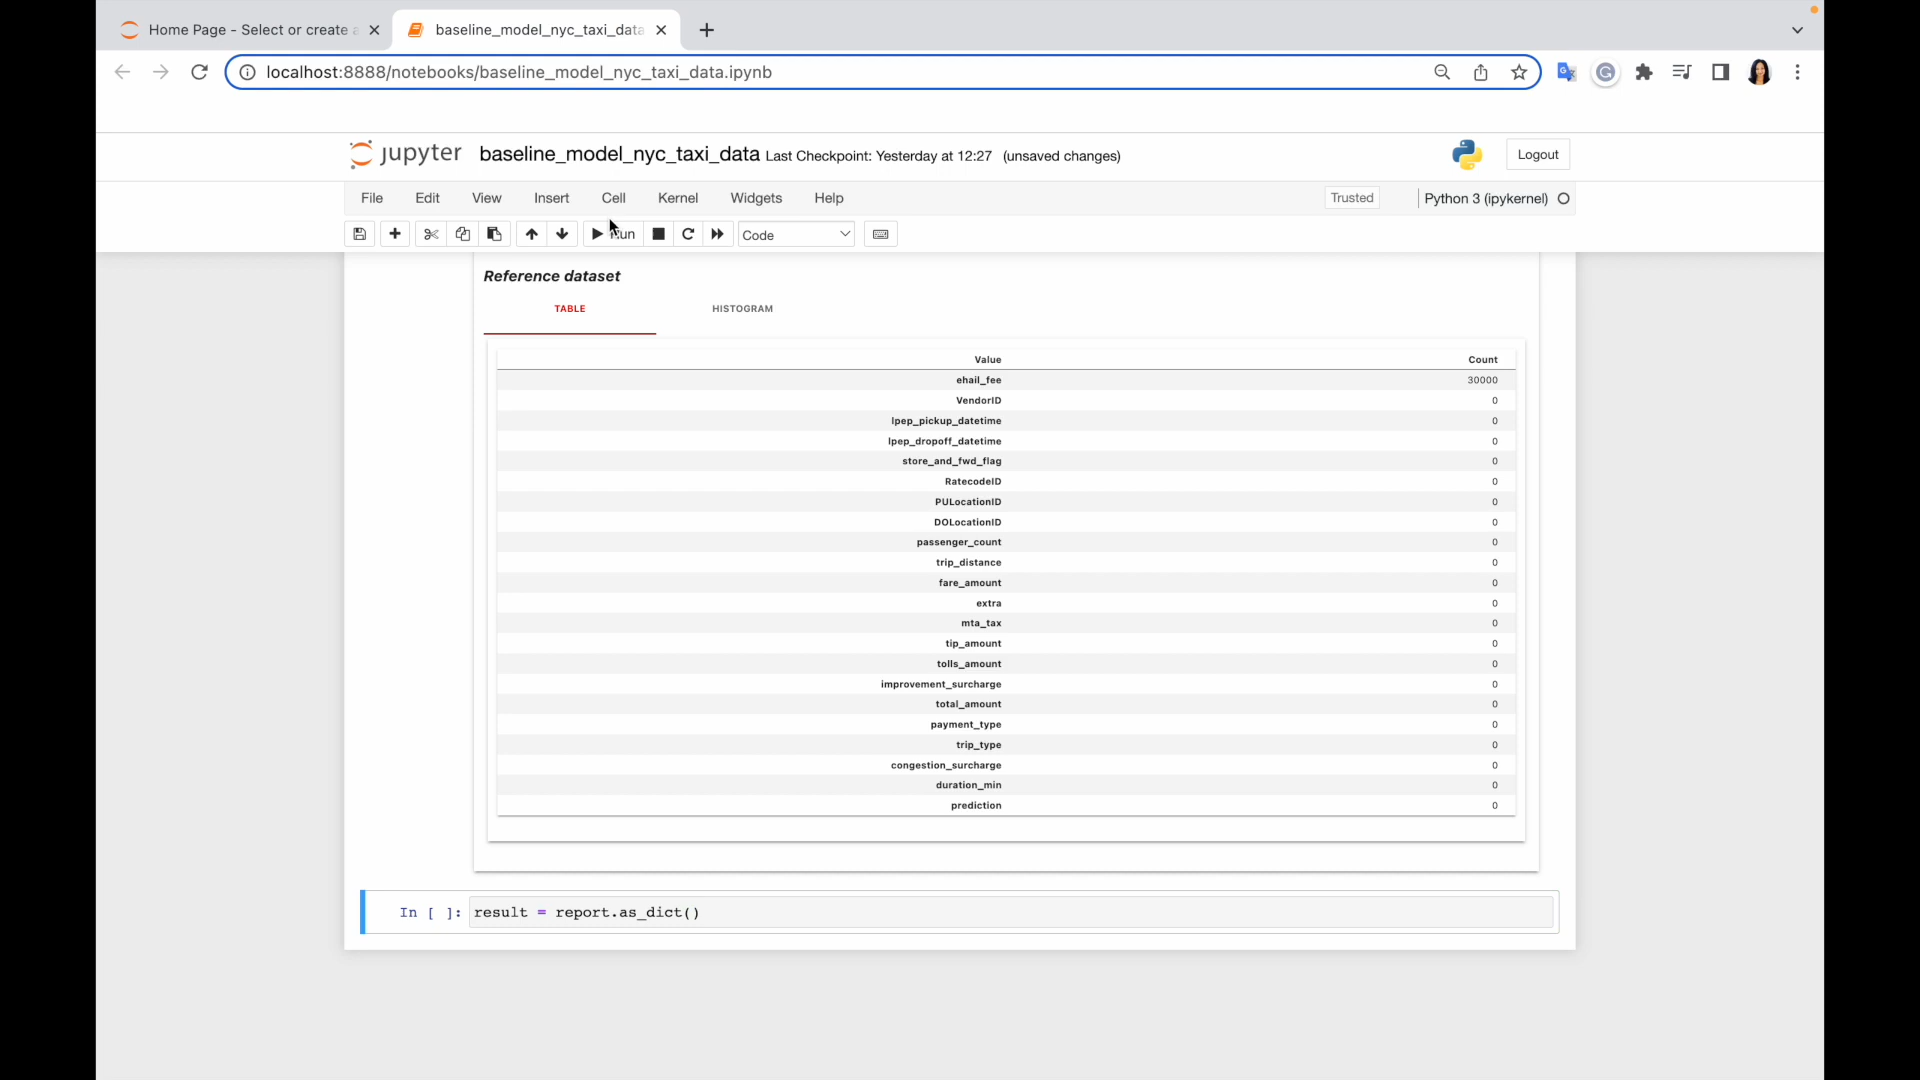 Home Page - Select or create a
baseline_model_nyc_taxi_data
localhost:8888/notebooks/baseline_model_nyc_taxi_data.ipynb
jupyter baseline_model_nyc_taxi_data Last Checkpoint: Yesterday at 12:27 (unsaved changes)
Logout
File Edit View Insert Cell Kernel Widgets Help
Trusted
Python 3 (ipykernel)
Code
Reference dataset
TABLE HISTOGRAM
Value Count
ehail_fee 30000
VendorID 0
lpep_pickup_datetime 0
lpep_dropoff_datetime 0
store_and_fwd_flag 0
RatecodeID 0
PULocationID 0
DOLocationID 0
passenger_count 0
trip_distance 0
fare_amount 0
extra 0
mta_tax 0
tip_amount 0
tolls_amount 0
improvement_surcharge 0
total_amount 0
payment_type 0
trip_type 0
congestion_surcharge 0
duration_min 0
prediction 0
In [ ]: result = report.as_dict()